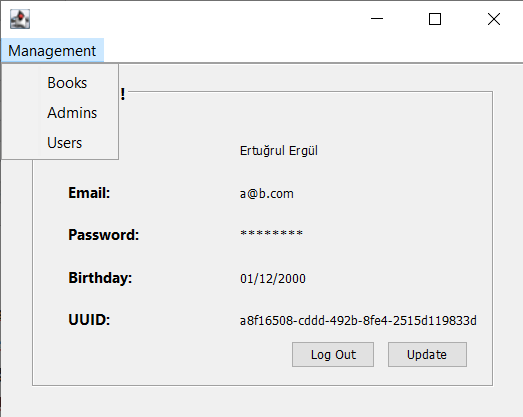 Management
Books
Admins
Users
!
Ertuğrul Ergül
Email: a@b.com
Password: ********
Birthday: 01/12/2000
UUID: a8f16508-cddd-492b-8fe4-2515d119833d
Log Out Update